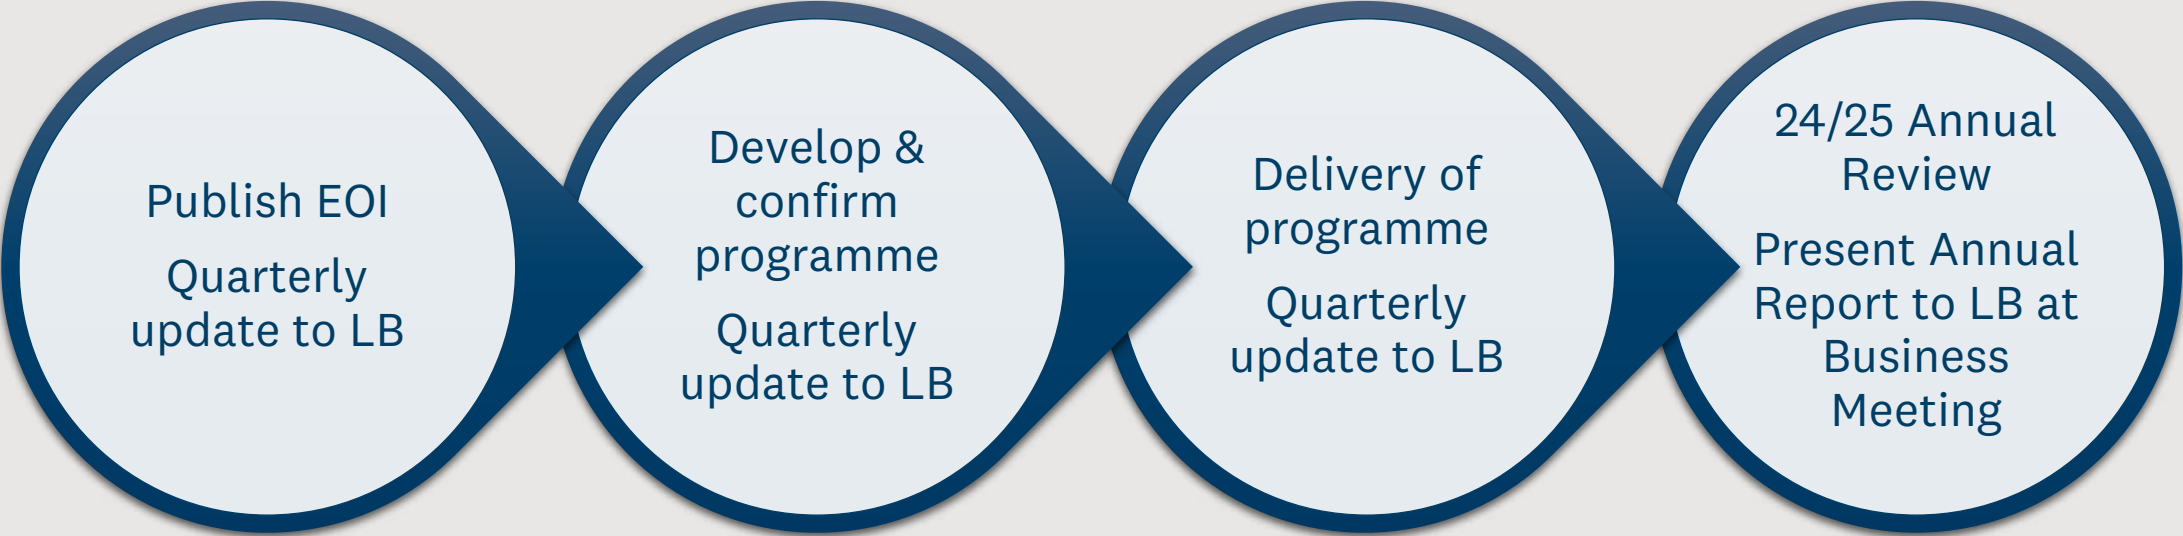 Publish EOI
Quarterly
update to LB
Develop &
confirm
programme
Quarterly
update to LB
Delivery of
programme
Quarterly
update to LB
24/25 Annual
Review
Present Annual
Report to LB at
Business
Meeting